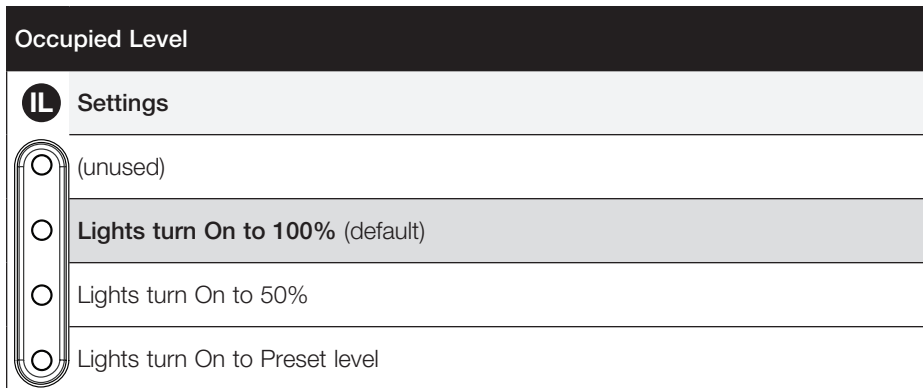 Occupied Level
IL Settings
(unused)
Lights turn On to 100% (default)
Lights turn On to 50%
Lights turn On to Preset level